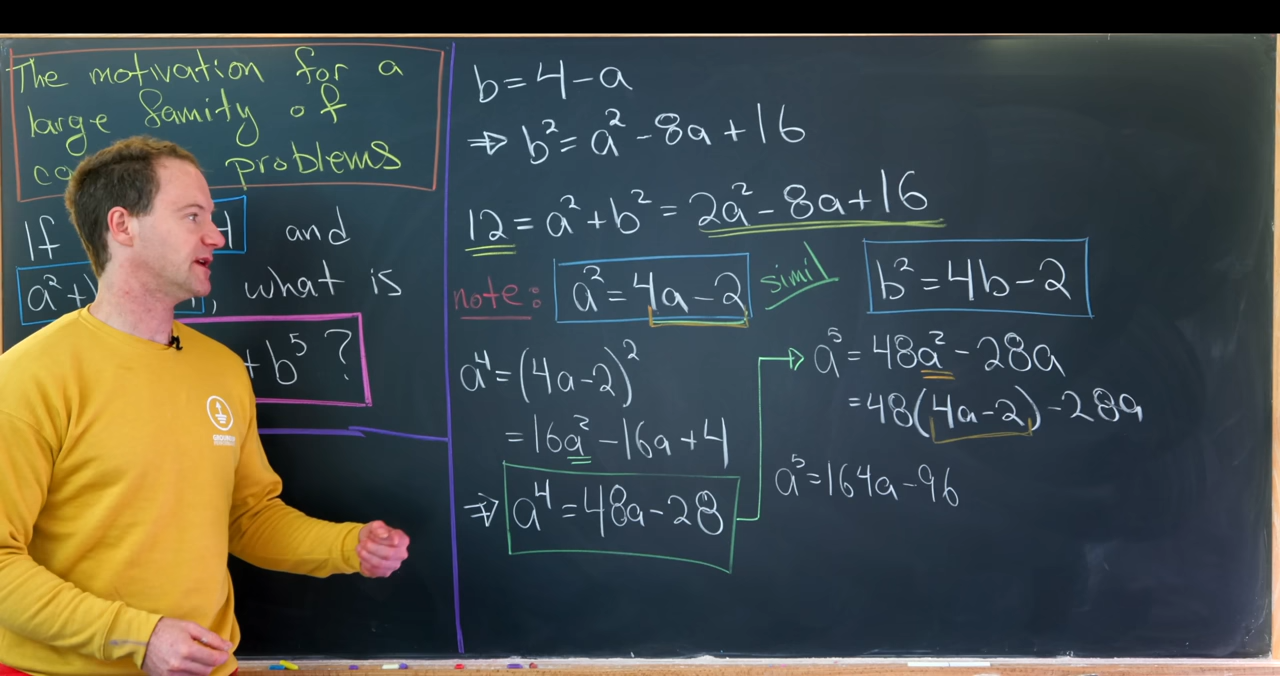 The motivation for a
large family of
co problems
If 4 and
a²+ , what is
+ b⁵ ?
b=4-a
⇒ b²= a²-8a+16
12 = a²+b² = 2a²-8a+16
note: a²=4a-2 simil b²=4b-2
a⁴=(4a-2)²
=16a²-16a+4
⇒ a⁴=48a-28
→ a⁵= 48a²-28a
=48(4a-2)-28a
a⁵=164a-96